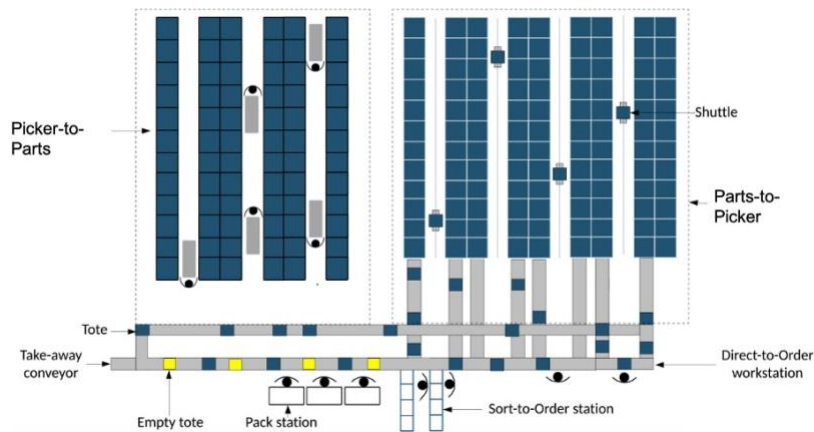 Picker-to-
Parts
Shuttle
Parts-to-
Picker
Tote
Take-away
conveyor
Direct-to-Order
workstation
Empty tote
Pack station
Sort-to-Order station